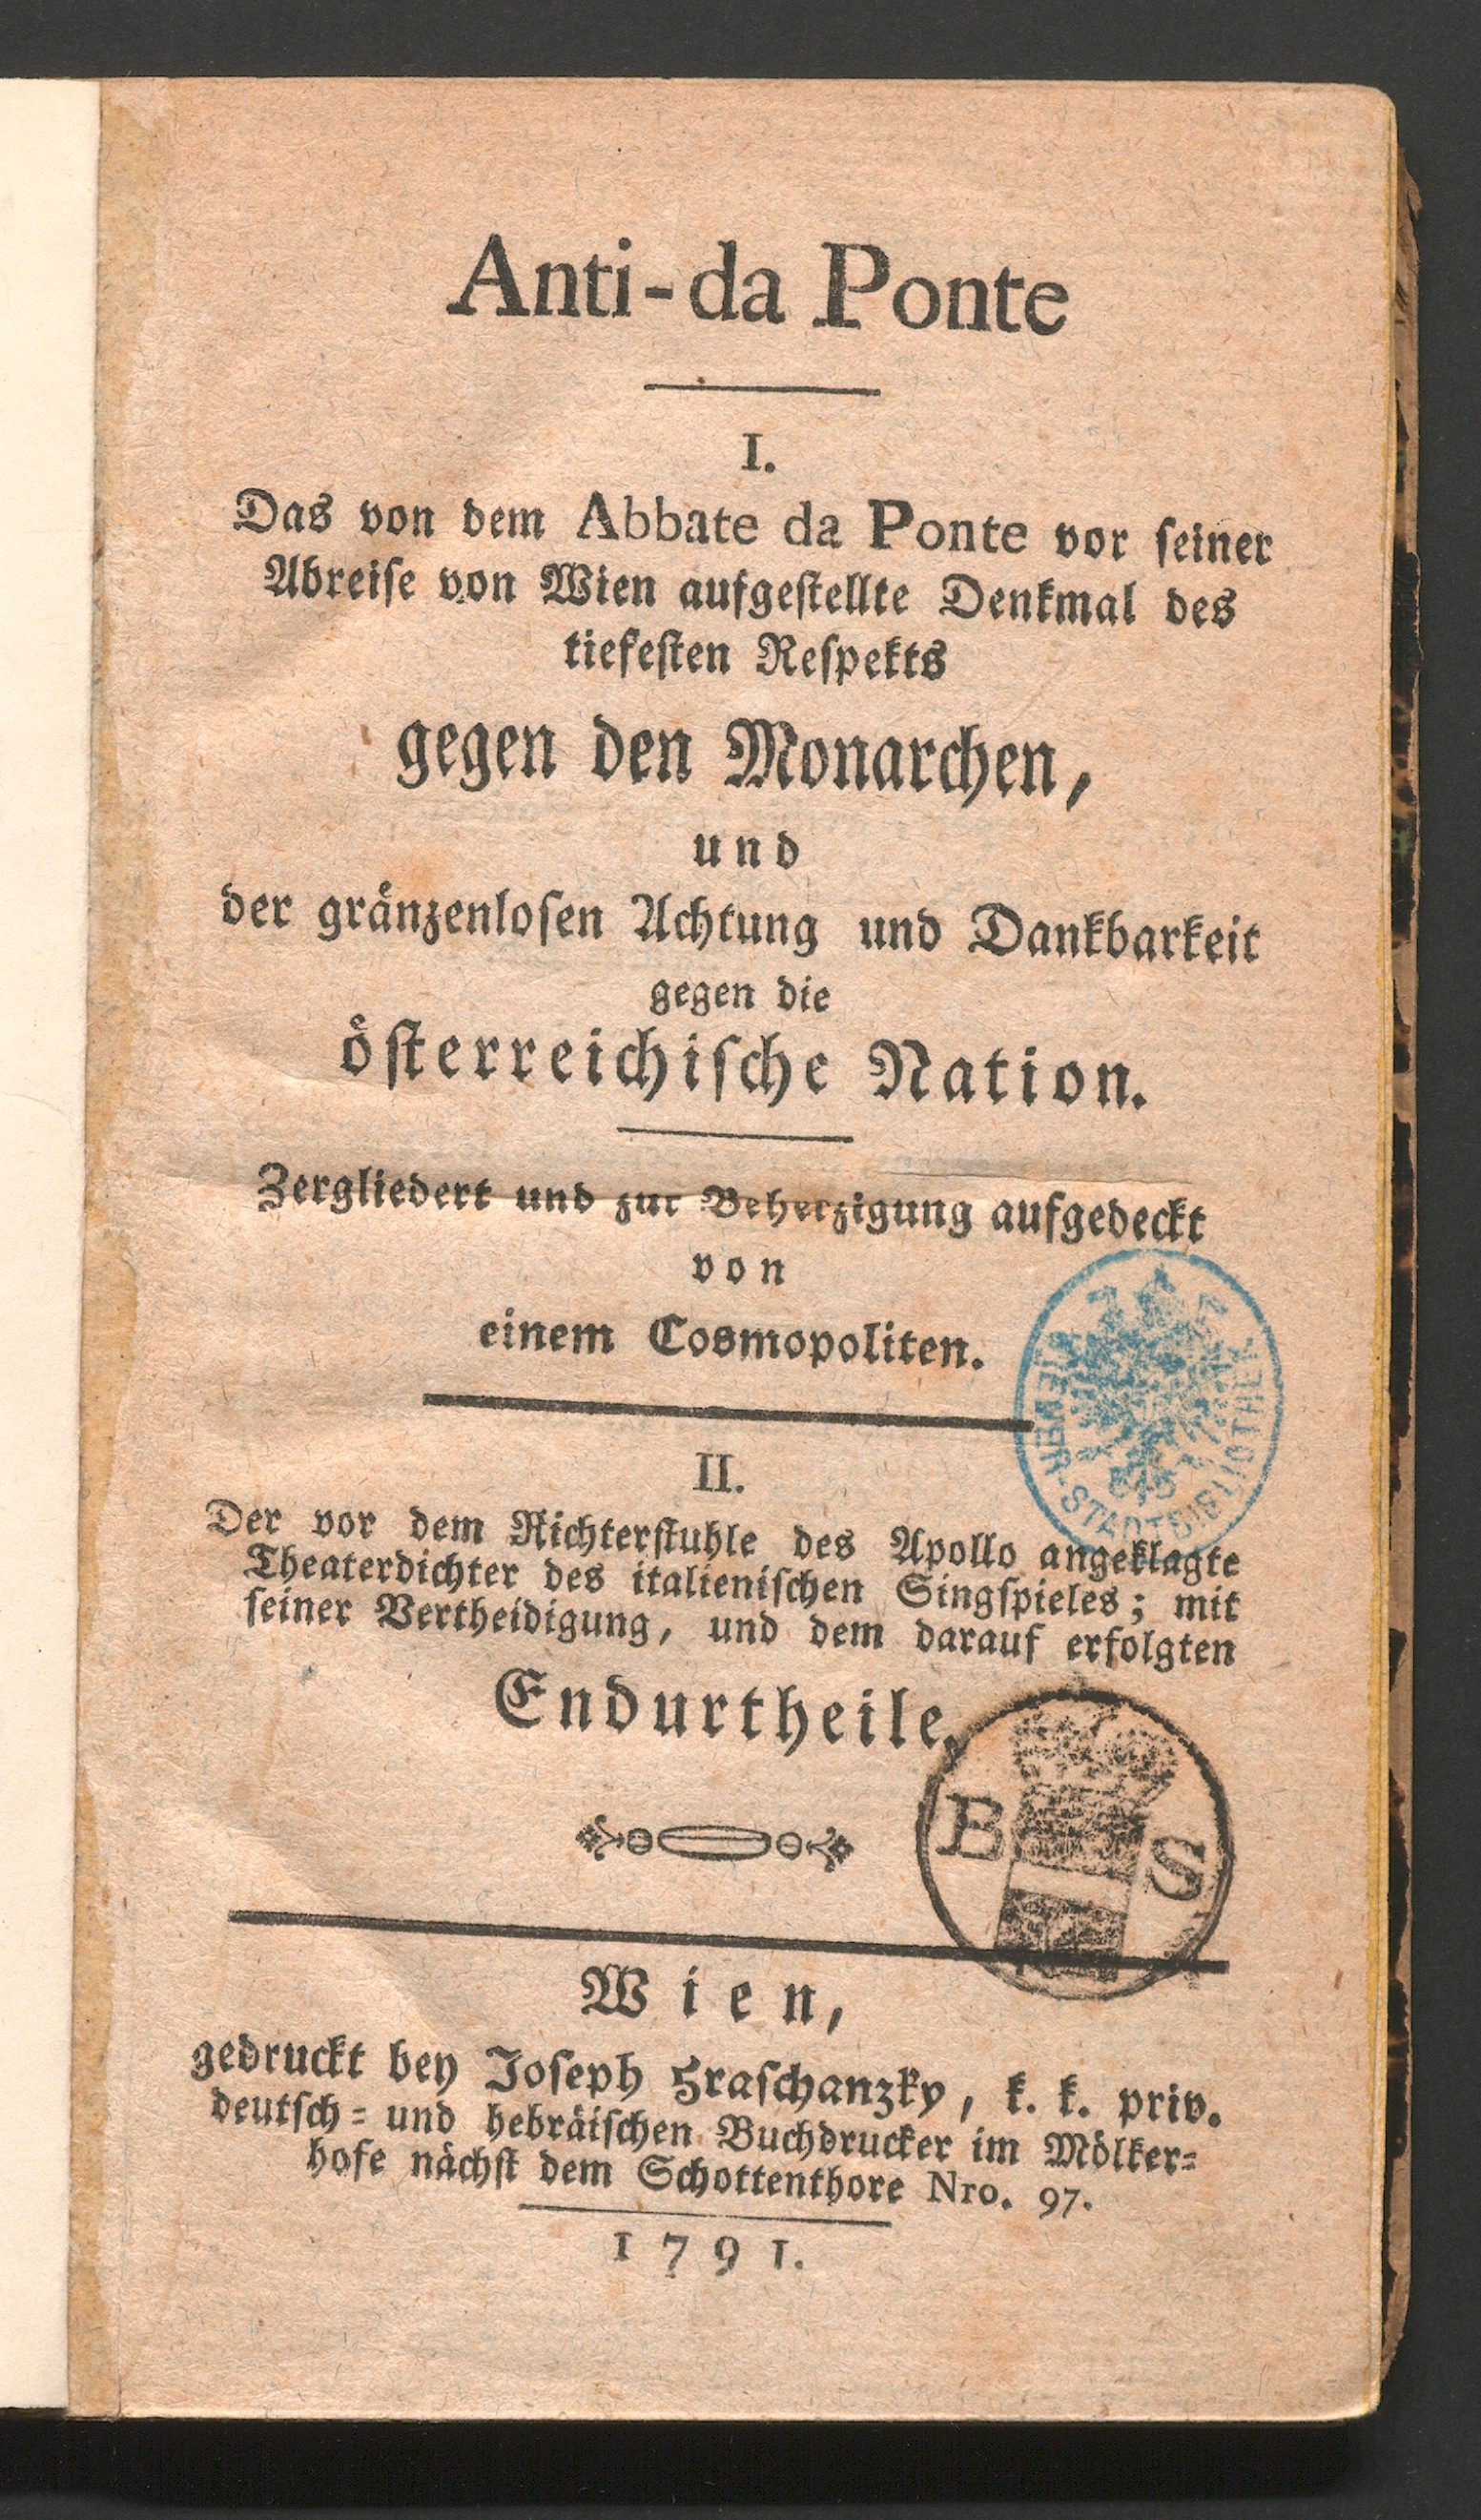 Anti-da Ponte
I.
Das von dem Abbate da Ponte vor ſeiner
Abreiſe von Wien aufgeſtellte Denkmal des
tiefeſten Reſpekts
gegen den Monarchen,
und
der gränzenloſen Achtung und Dankbarkeit
gegen die
öſterreichiſche Nation.
Zergliedert und zur Beherzigung aufgedeckt
von
einem Cosmopoliten.
WIENER-STADTBIBLIOTHEK
II.
Der vor dem Richterſtuhle des Apollo angeklagte
Theaterdichter des italieniſchen Singſpieles; mit
ſeiner Vertheidigung, und dem darauf erfolgten
Endurtheile.
B S
Wien,
gedruckt bey Joſeph Hraſchanzky, k. k. priv.
deutſch= und hebräiſchen Buchdrucker im Mölker=
hofe nächſt dem Schottenthore Nro. 97.
1791.